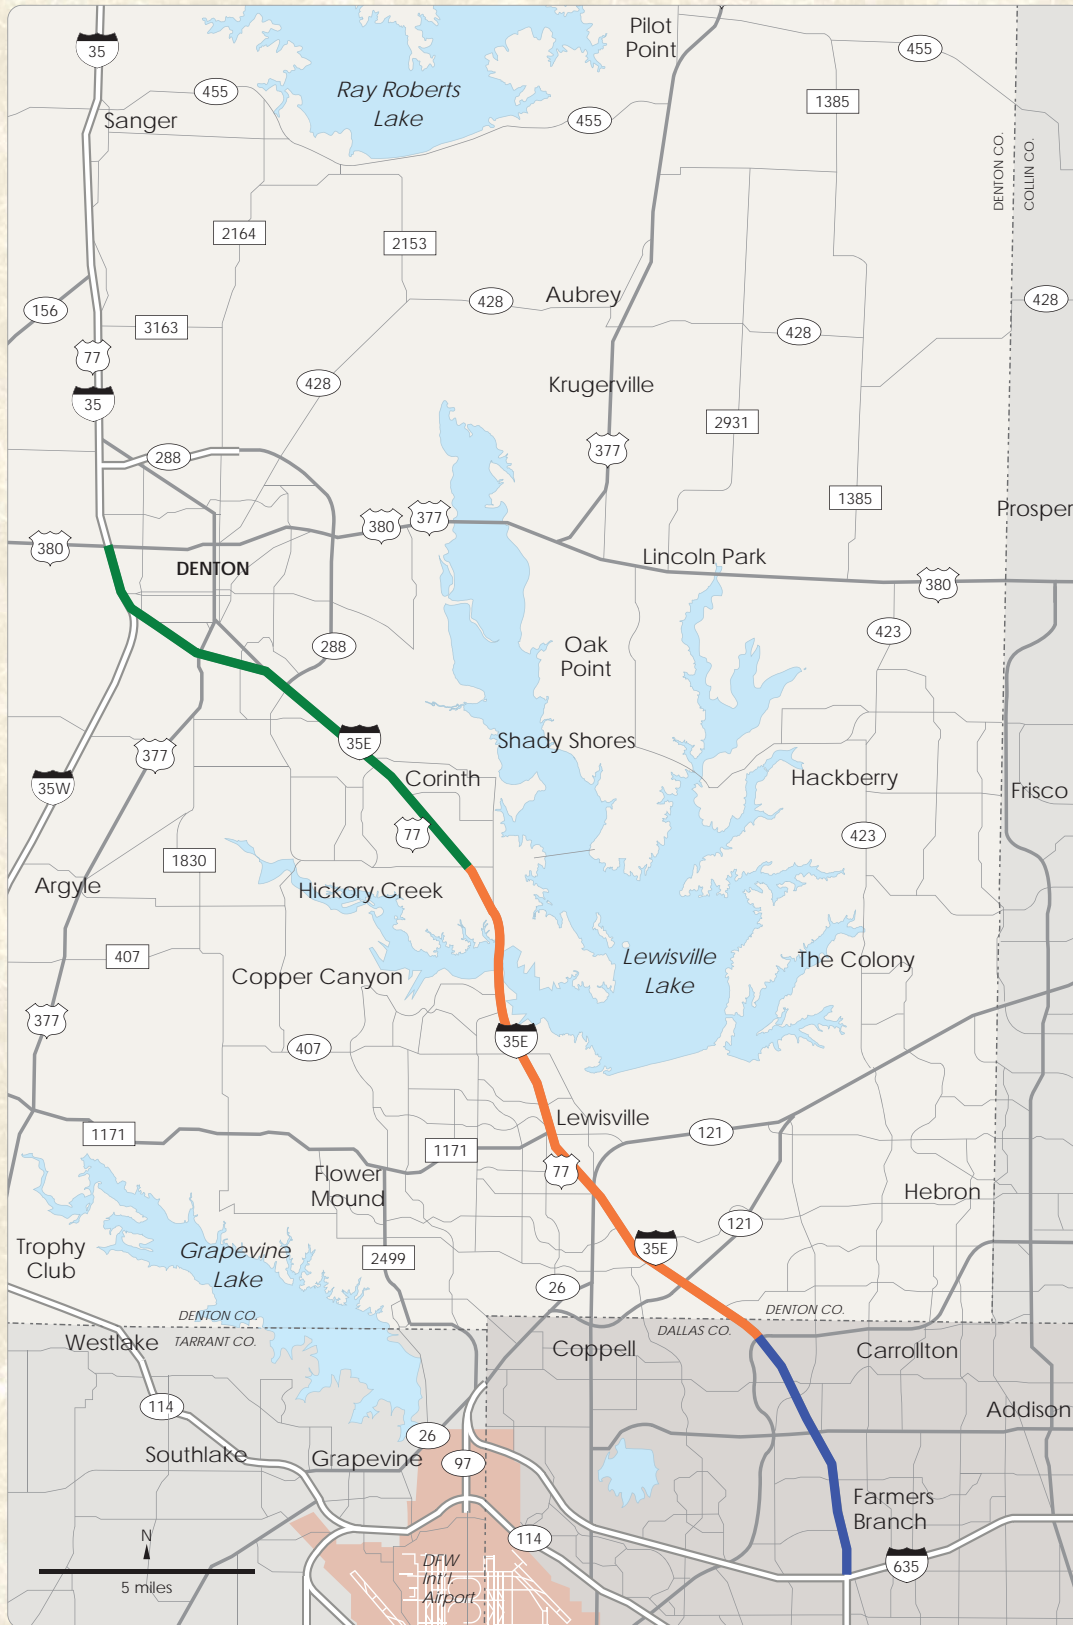 Pilot
Point
35
455
Ray Roberts
Lake
455
1385
455
Sanger
DENTON CO.
COLLIN CO.
2164
2153
156
3163
428
Aubrey
428
428
77
35
428
Krugerville
2931
377
288
1385
Prosper
380
380
377
Lincoln Park
DENTON
380
288
Oak
Point
423
35E
377
Shady Shores
35W
Corinth
Hackberry
Frisco
77
423
1830
Argyle
Hickory Creek
407
Copper Canyon
Lewisville
Lake
The Colony
377
407
35E
Lewisville
1171
1171
121
77
Flower
Mound
Hebron
121
Trophy
Club
Grapevine
Lake
2499
35E
26
DENTON CO.
TARRANT CO.
DENTON CO.
DALLAS CO.
Westlake
Coppell
Carrollton
114
Addison
26
Southlake
Grapevine
97
Farmers
Branch
N
114
635
DFW
Int'l.
Airport
5 miles